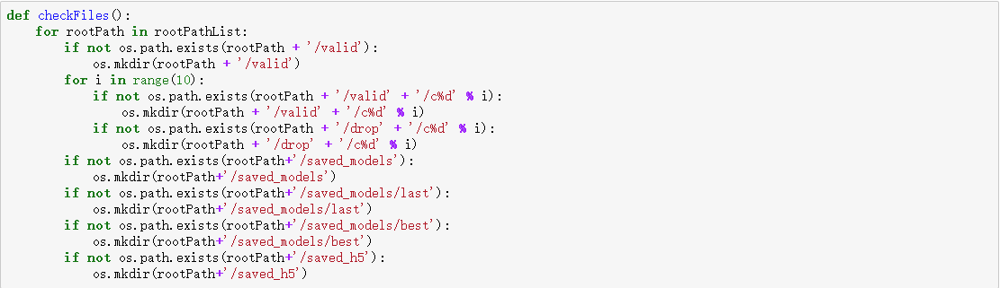 def checkFiles():
    for rootPath in rootPathList:
        if not os.path.exists(rootPath + '/valid'):
            os.mkdir(rootPath + '/valid')
        for i in range(10):
            if not os.path.exists(rootPath + '/valid' + '/c%d' % i):
                os.mkdir(rootPath + '/valid' + '/c%d' % i)
            if not os.path.exists(rootPath + '/drop' + '/c%d' % i):
                os.mkdir(rootPath + '/drop' + '/c%d' % i)
        if not os.path.exists(rootPath+'/saved_models'):
            os.mkdir(rootPath+'/saved_models')
        if not os.path.exists(rootPath+'/saved_models/last'):
            os.mkdir(rootPath+'/saved_models/last')
        if not os.path.exists(rootPath+'/saved_models/best'):
            os.mkdir(rootPath+'/saved_models/best')
        if not os.path.exists(rootPath+'/saved_h5'):
            os.mkdir(rootPath+'/saved_h5')